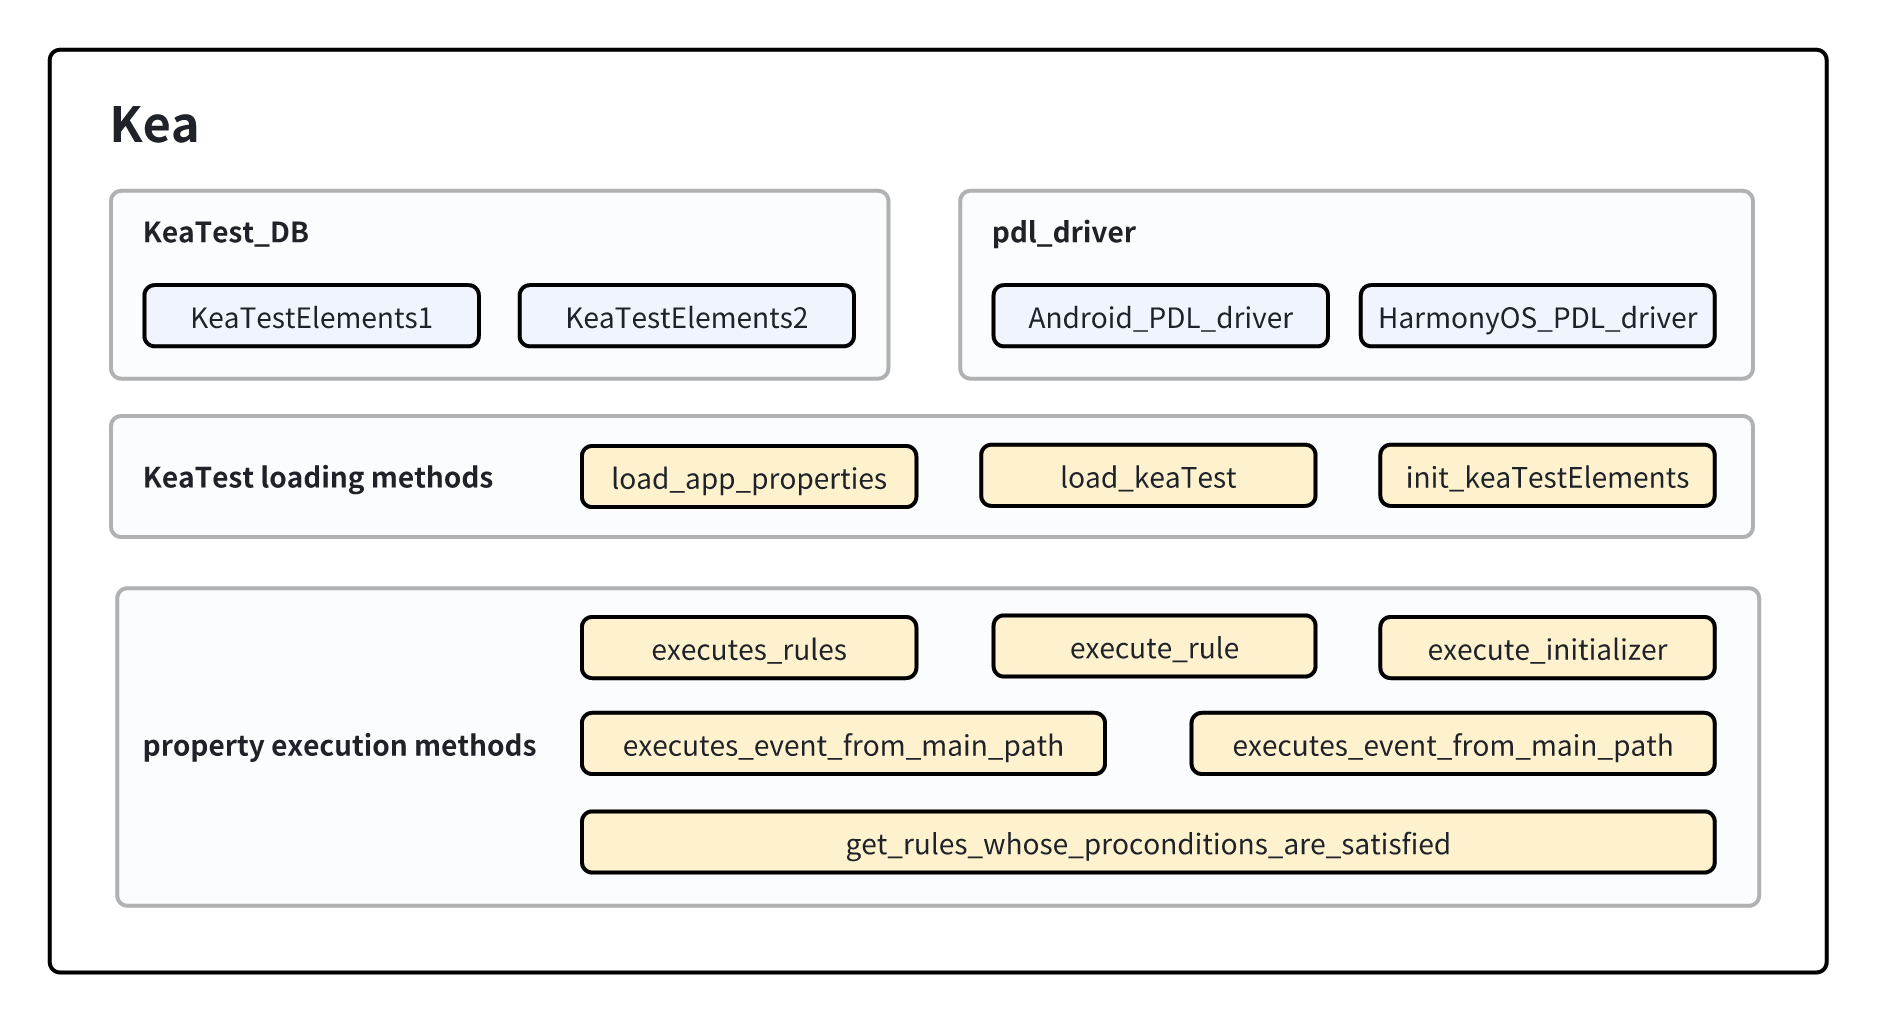 Kea
KeaTest_DB
KeaTestElements1
KeaTestElements2
pdl_driver
Android_PDL_driver
HarmonyOS_PDL_driver
KeaTest loading methods
load_app_properties
load_keaTest
init_keaTestElements
property execution methods
executes_rules
execute_rule
execute_initializer
executes_event_from_main_path
executes_event_from_main_path
get_rules_whose_proconditions_are_satisfied